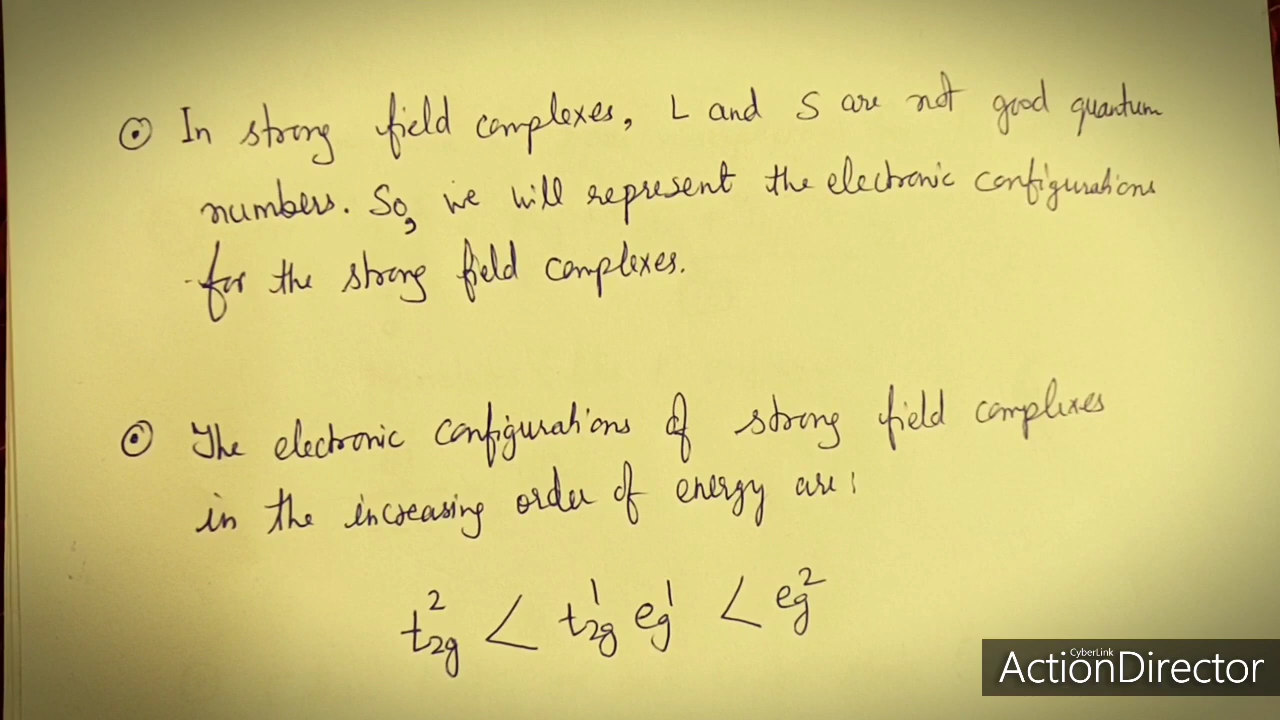 ⊙ In strong field complexes, L and S are not good quantum
numbers. So, we will represent the electronic configurations
for the strong field complexes.
⊙ The electronic configurations of strong field complexes
in the increasing order of energy are:
t₂g² < t₂g¹ eg¹ < eg²
CyberLink
ActionDirector